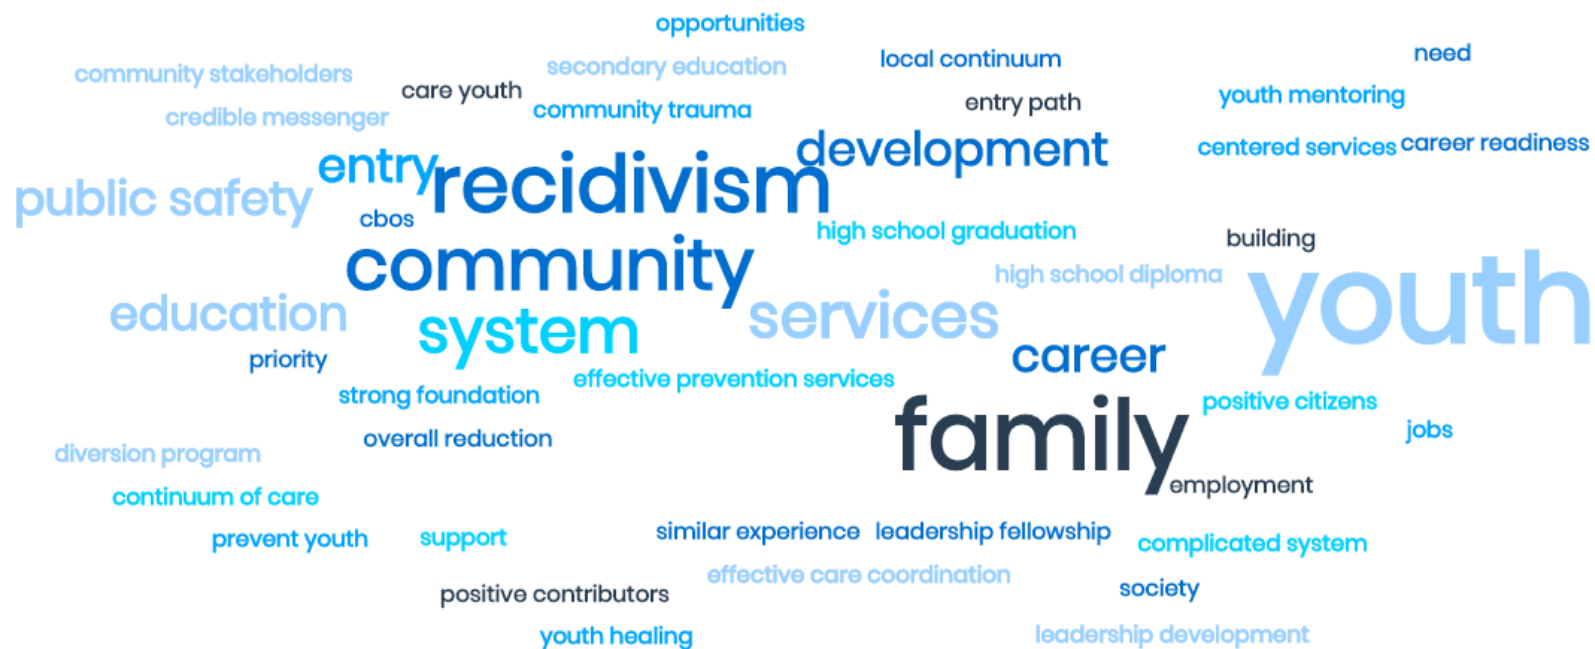 opportunities
need
local continuum
secondary education
community stakeholders
care youth
youth mentoring
entry path
community trauma
credible messenger
career readiness
centered services
development
entry
recidivism
public safety
cbos
high school graduation
building
community
high school diploma
youth
education
services
system
career
priority
effective prevention services
strong foundation
positive citizens
jobs
family
overall reduction
diversion program
employment
continuum of care
similar experience
leadership fellowship
prevent youth
support
complicated system
effective care coordination
society
positive contributors
youth healing
leadership development